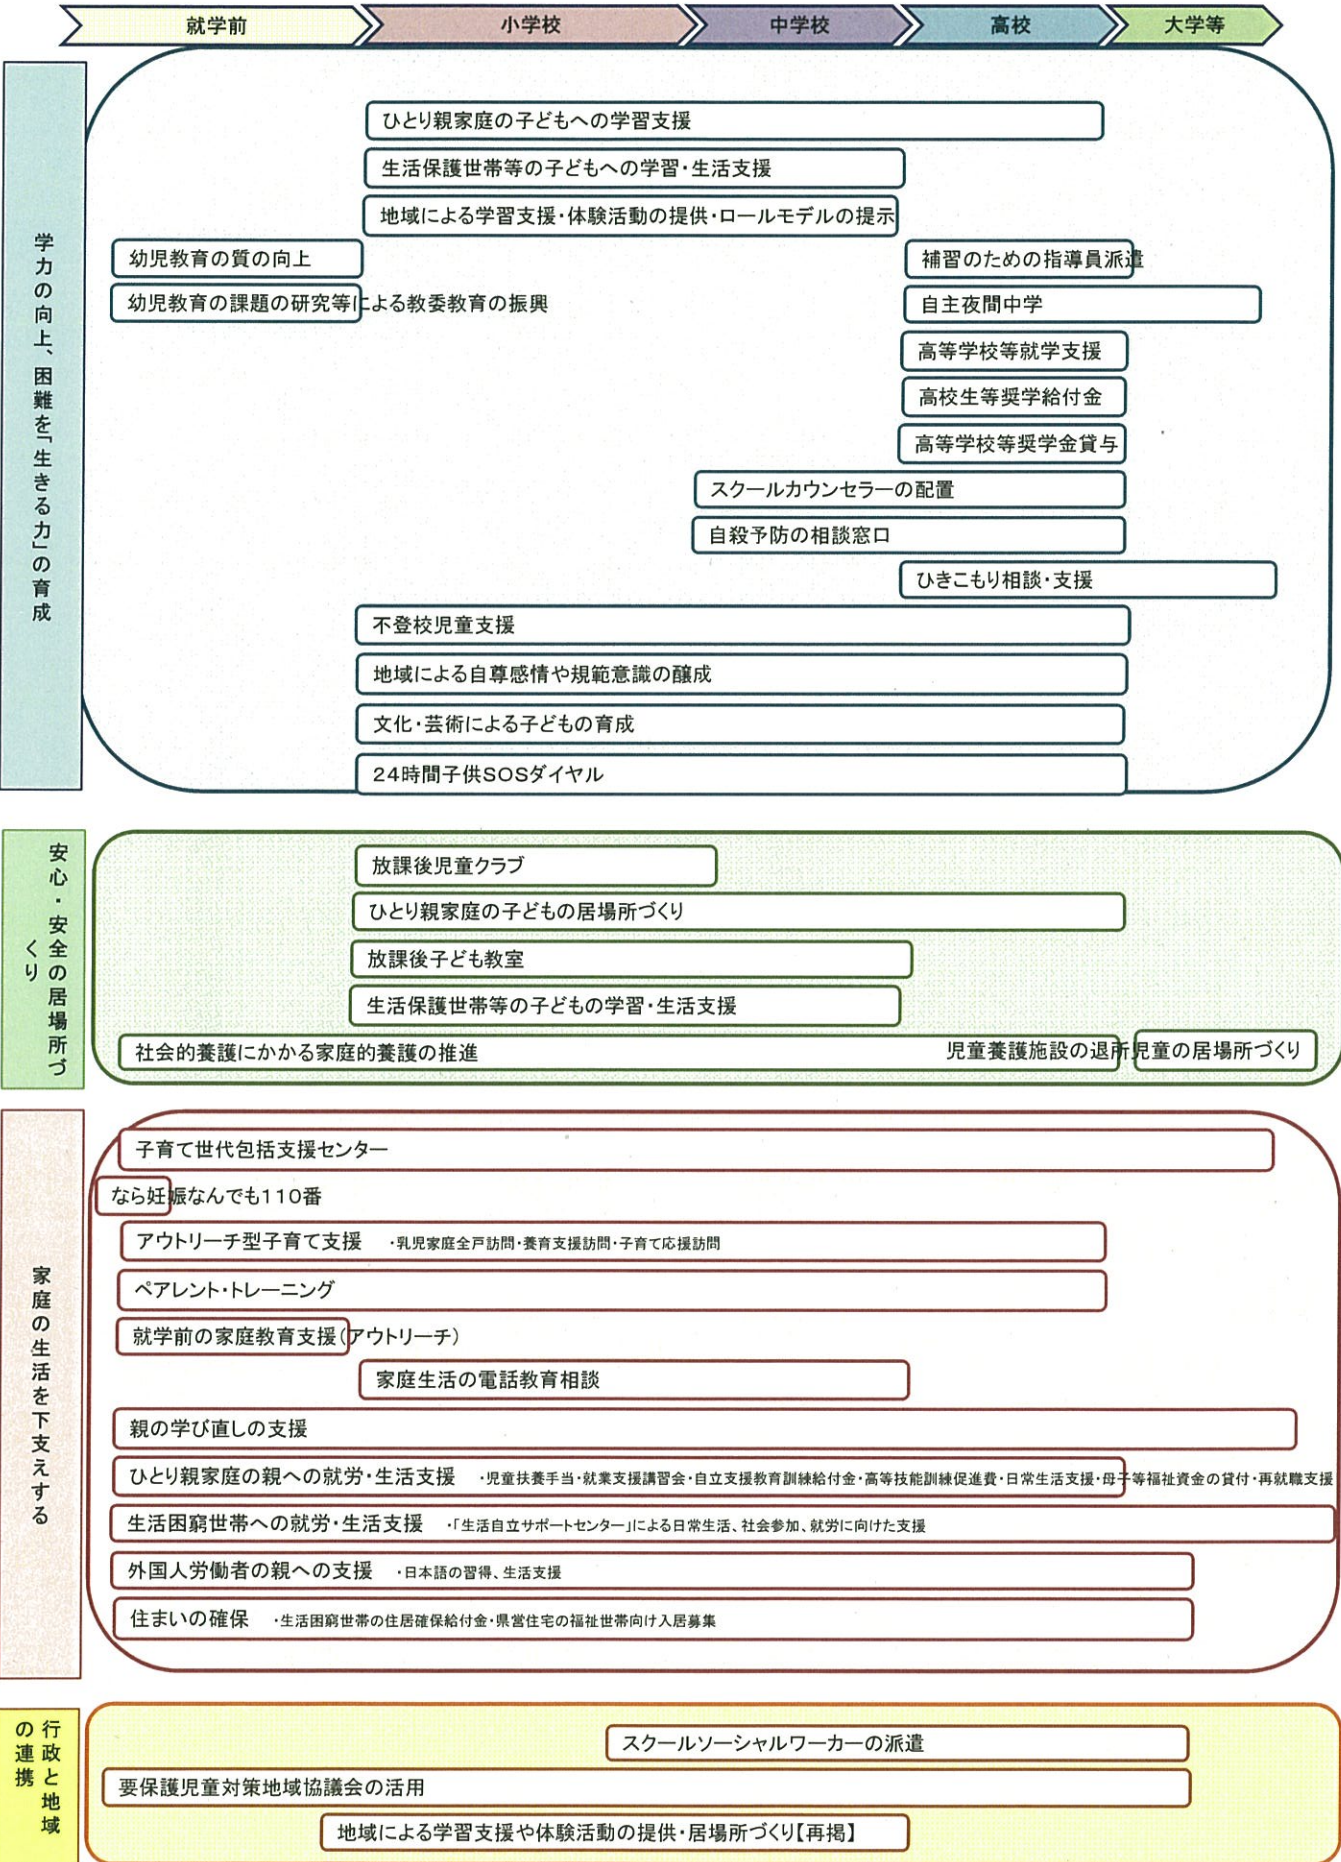 就学前
小学校
中学校
高校
大学等
学力の向上、困難を「生きる力」の育成
ひとり親家庭の子どもへの学習支援
生活保護世帯等の子どもへの学習・生活支援
地域による学習支援・体験活動の提供・ロールモデルの提示
幼児教育の質の向上
補習のための指導員派遣
幼児教育の課題の研究等による教委教育の振興
自主夜間中学
高等学校等就学支援
高校生等奨学給付金
高等学校等奨学金貸与
スクールカウンセラーの配置
自殺予防の相談窓口
ひきこもり相談・支援
不登校児童支援
地域による自尊感情や規範意識の醸成
文化・芸術による子どもの育成
24時間子供SOSダイヤル
安心・安全の居場所づ
くり
放課後児童クラブ
ひとり親家庭の子どもの居場所づくり
放課後子ども教室
生活保護世帯等の子どもの学習・生活支援
社会的養護にかかる家庭的養護の推進
児童養護施設の退所児童の居場所づくり
家庭の生活を下支えする
子育て世代包括支援センター
なら妊娠なんでも110番
アウトリーチ型子育て支援 ・乳児家庭全戸訪問・養育支援訪問・子育て応援訪問
ペアレント・トレーニング
就学前の家庭教育支援(アウトリーチ)
家庭生活の電話教育相談
親の学び直しの支援
ひとり親家庭の親への就労・生活支援 ・児童扶養手当・就業支援講習会・自立支援教育訓練給付金・高等技能訓練促進費・日常生活支援・母子等福祉資金の貸付・再就職支援
生活困窮世帯への就労・生活支援 ・「生活自立サポートセンター」による日常生活、社会参加、就労に向けた支援
外国人労働者の親への支援 ・日本語の習得、生活支援
住まいの確保 ・生活困窮世帯の住居確保給付金・県営住宅の福祉世帯向け入居募集
行政と地域
の連携
スクールソーシャルワーカーの派遣
要保護児童対策地域協議会の活用
地域による学習支援や体験活動の提供・居場所づくり【再掲】